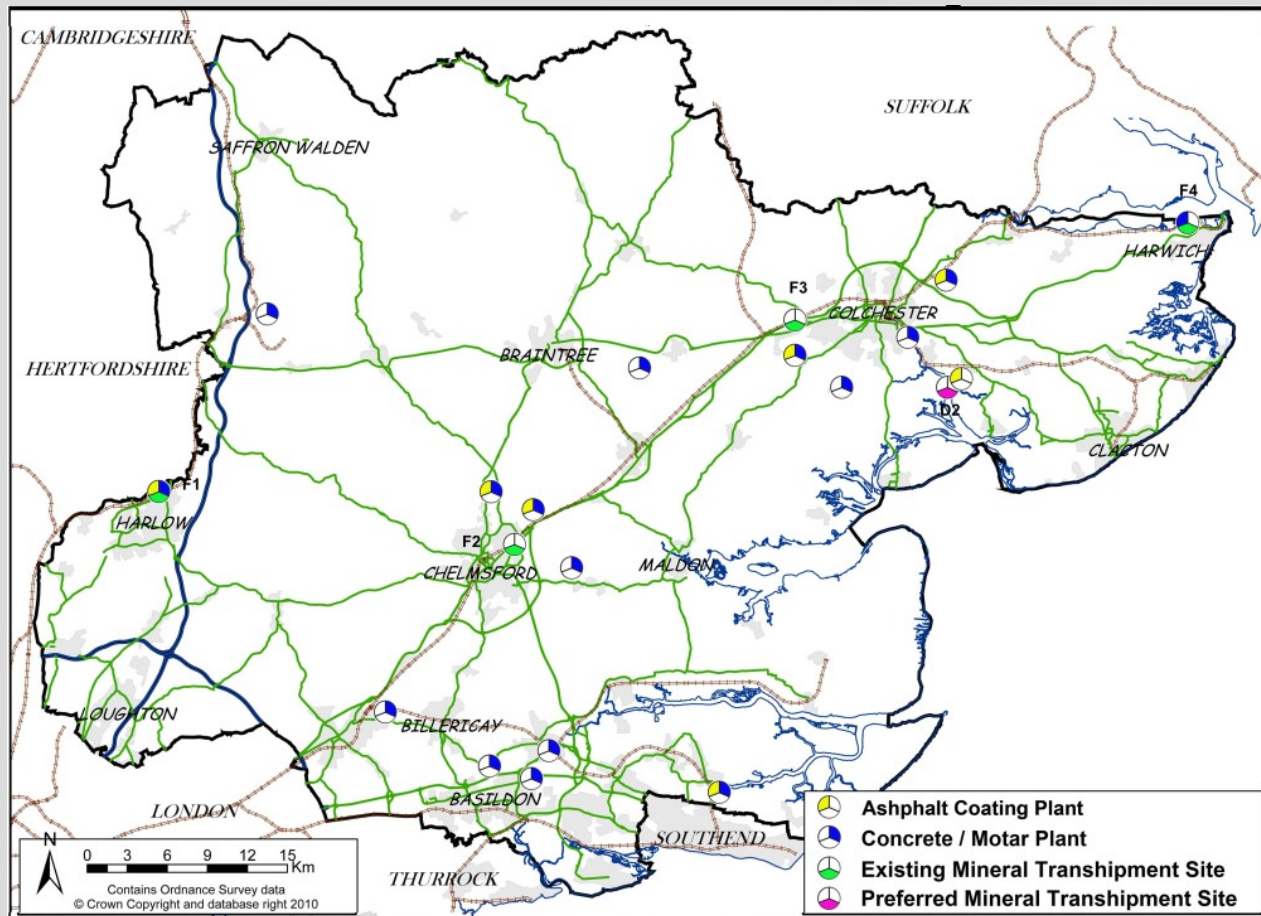 CAMBRIDGESHIRE
SUFFOLK
SAFFRON WALDEN
F4
HARWICH
F3
COLCHESTER
BRAINTREE
HERTFORDSHIRE
D2
CLACTON
F1
HARLOW
F2
CHELMSFORD
MALDON
LOUGHTON
BILLERICAY
BASILDON
LONDON
SOUTHEND
THURROCK
N
0 3 6 9 12 15
Km
Contains Ordnance Survey data
© Crown Copyright and database right 2010
Ashphalt Coating Plant
Concrete / Motar Plant
Existing Mineral Transhipment Site
Preferred Mineral Transhipment Site